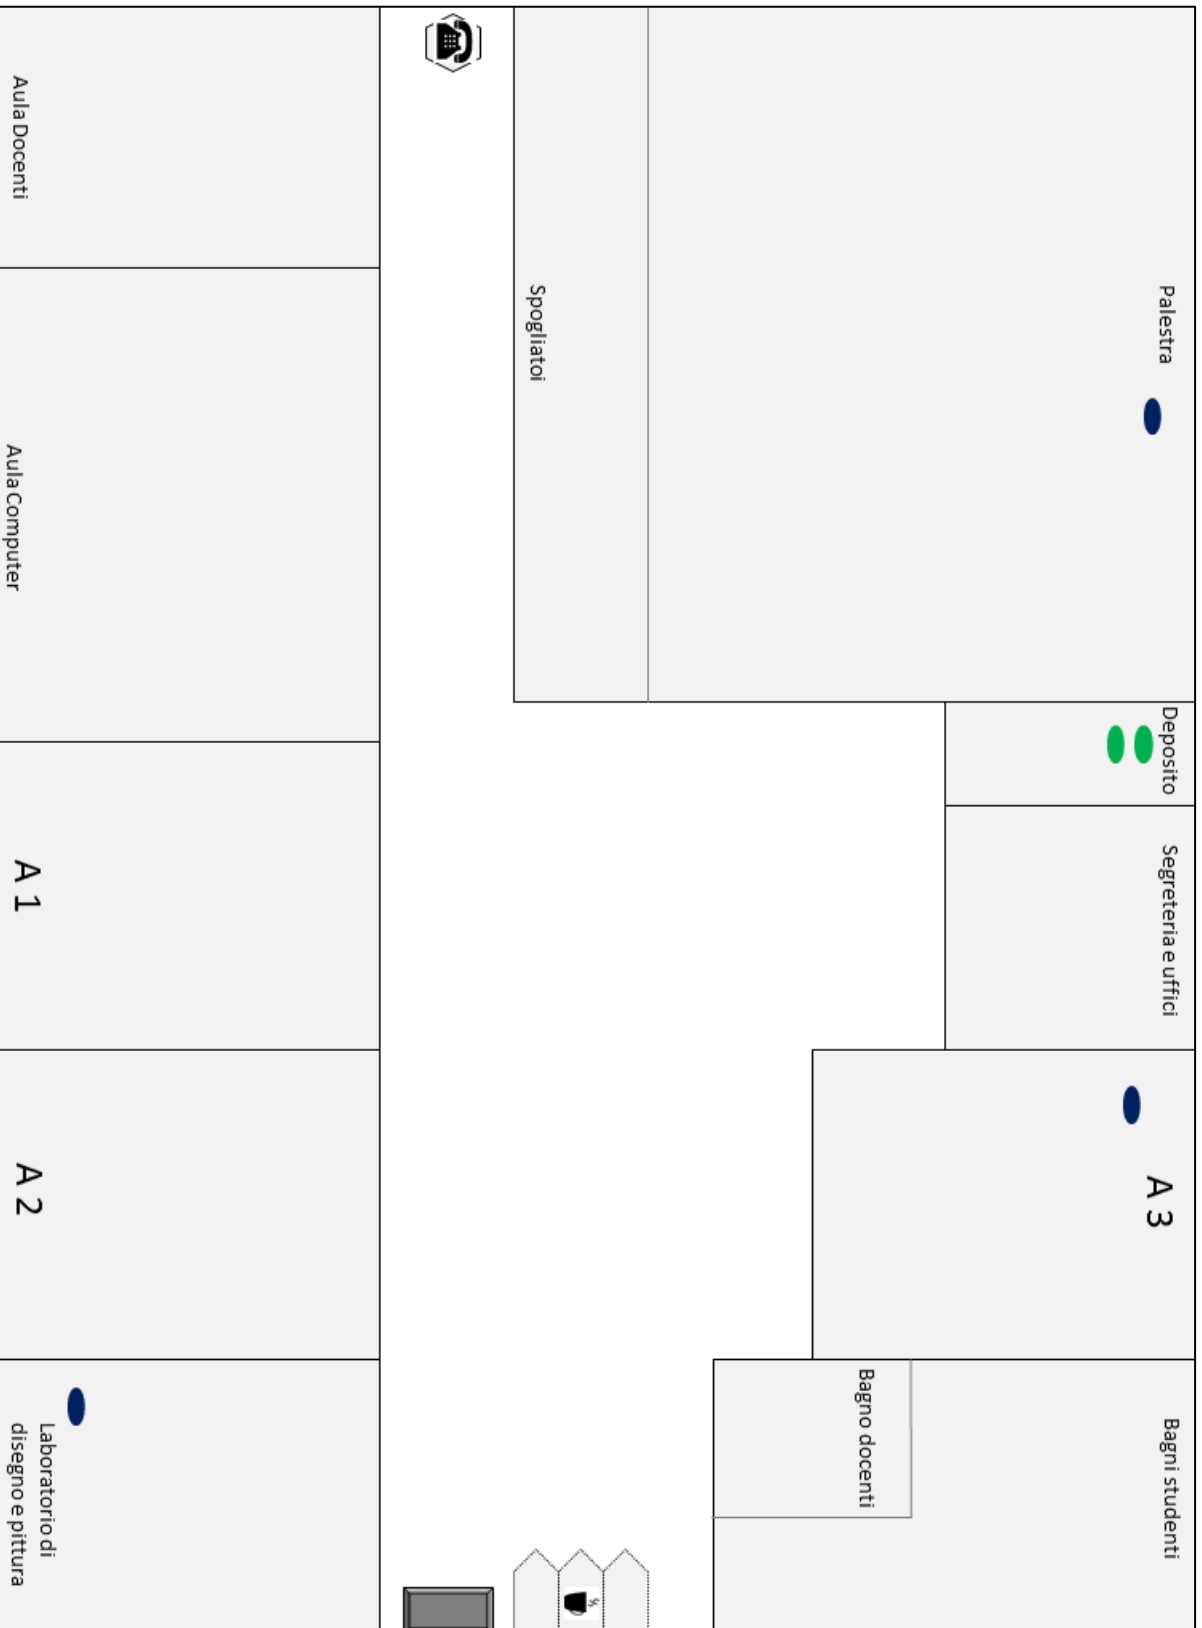 Palestra
Deposito
Segreteria e uffici
A 3
Bagni studenti
Bagno docenti
Spogliatoi
Aula Docenti
Aula Computer
A 1
A 2
Laboratorio di
disegno e pittura